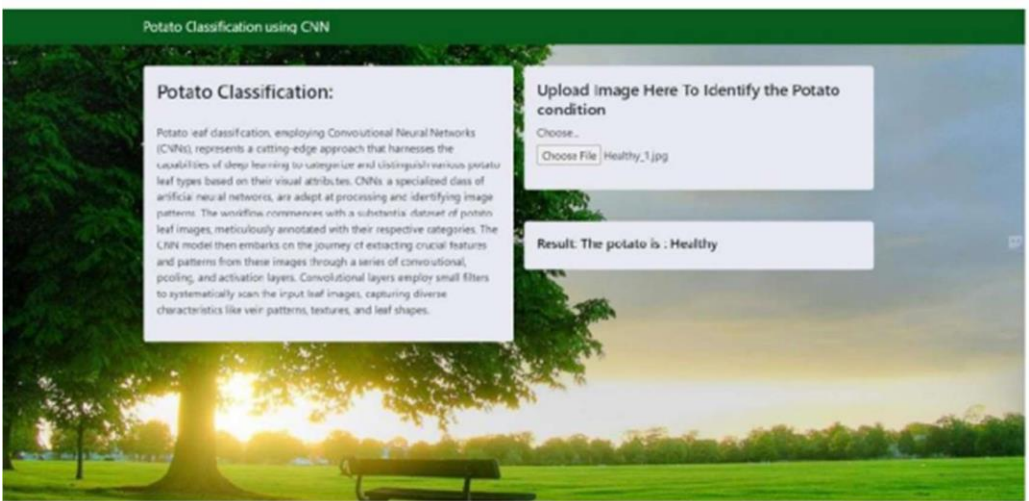 Potato Classification using CNN
Potato Classification:
Potato leaf classification, employing Convolutional Neural Networks
(CNNs), represents a cutting-edge approach that harnesses the
capabilities of deep learning to categorize and distinguish various potato
leaf types based on their visual attributes. CNNs, a specialized class of
artificial neural networks, are adept at processing and identifying image
patterns. The workflow commences with a substantial dataset of potato
leaf images, meticulously annotated with their respective categories. The
CNN model then embarks on the journey of extracting crucial features
and patterns from these images through a series of convolutional,
pooling, and activation layers. Convolutional layers employ small filters
to systematically scan the input leaf images, capturing diverse
characteristics like vein patterns, textures, and leaf shapes.
Upload Image Here To Identify the Potato
condition
Choose...
Choose File Healthy_1.jpg
Result: The potato is : Healthy